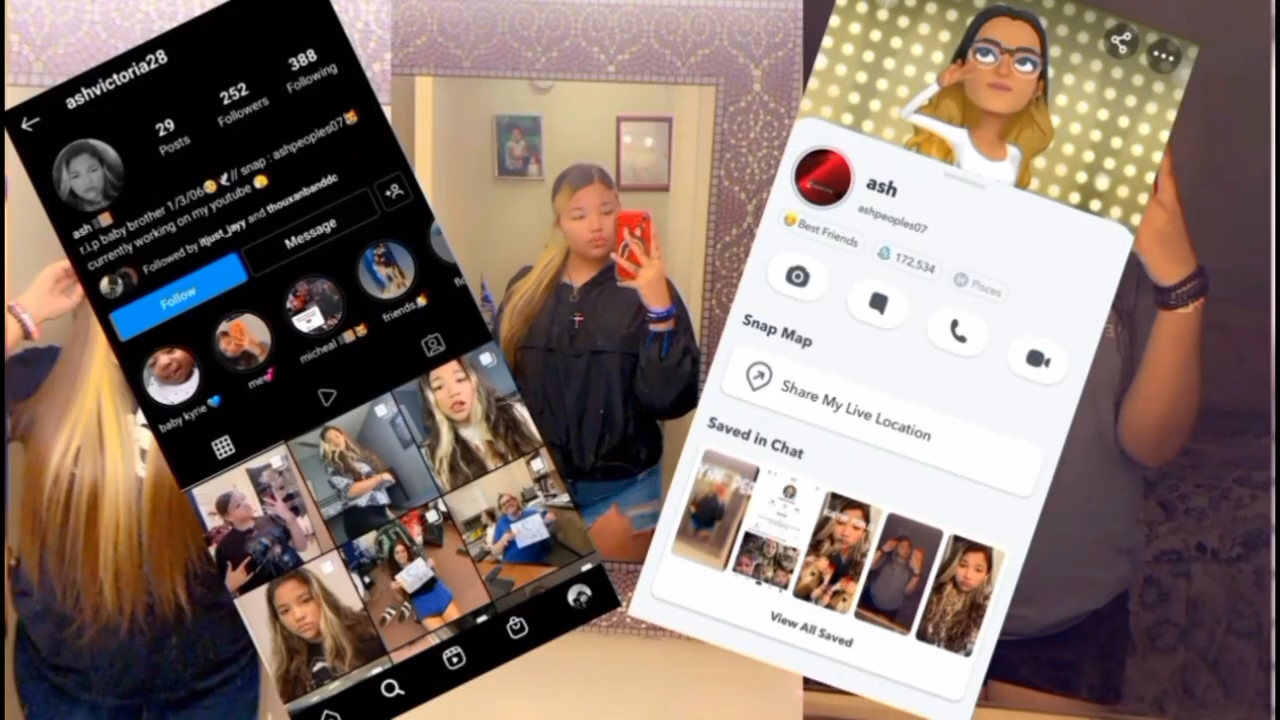 ashvictoria28
29
Posts
252
Followers
388
Following
ash
r.i.p baby brother 1/3/06 // snap : ashpeoples07
currently working on my youtube
Followed by itjust_jayy and thouxanbanddc
Follow
Message
baby kyrie
me
micheal
friends
ash
ashpeoples07
Best Friends
172,534
Pisces
Snap Map
Share My Live Location
Saved in Chat
View All Saved